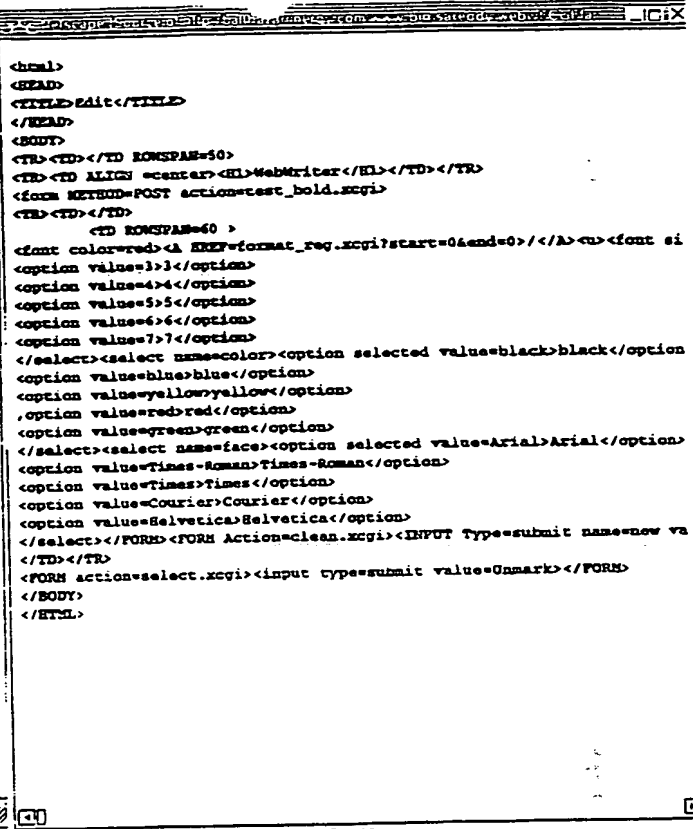 <html>
<HEAD>
<TITLE>Edit</TITLE>
</HEAD>
<BODY>
<TR><TD></TD ROWSPAN=50>
<TR><TD ALIGN =center><H1>WebWriter</H1></TD></TR>
<form METHOD=POST action=test_bold.xcgi>
<TR><TD></TD>
<TD ROWSPAN=60 >
<font color=red><A HREF=format_reg.xcgi?start=0&end=0>/</A><u><font si
<option value=3>3</option>
<option value=4>4</option>
<option value=5>5</option>
<option value=6>6</option>
<option value=7>7</option>
</select><select name=color><option selected value=black>black</option
<option value=blue>blue</option>
<option value=yellow>yellow</option>
,option value=red>red</option>
<option value=green>green</option>
</select><select name=face><option selected value=Arial>Arial</option>
<option value=Times-Roman>Times-Roman</option>
<option value=Times>Times</option>
<option value=Courier>Courier</option>
<option value=Helvetica>Helvetica</option>
</select></FORM><FORM Action=clean.xcgi><INPUT Type=submit name=now va
</TD></TR>
<FORM action=select.xcgi><input type=submit value=Unmark></FORM>
</BODY>
</HTML>